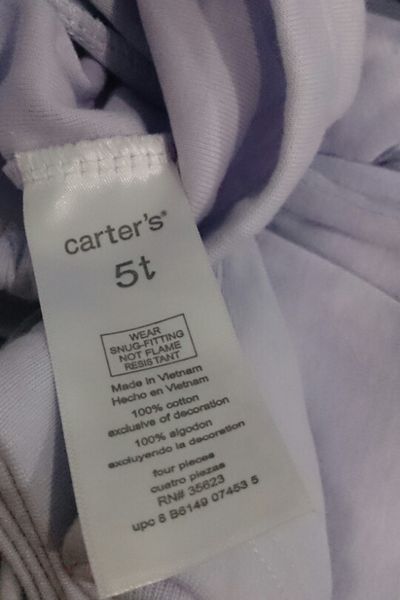 carter's®
5t
WEAR
SNUG-FITTING
NOT FLAME
RESISTANT
Made in Vietnam
Hecho en Vietnam
100% cotton
exclusive of decoration
100% algodon
excluyendo la decoration
four pieces
cuatro piezas
RN# 35623
upc 8 B6149 07453 5